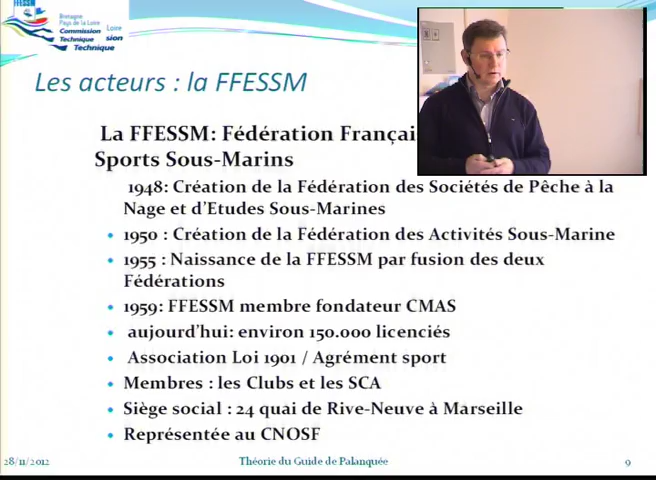 FFESSM
Bretagne
Pays de la Loire
Commission
Technique
Loire
sion
Technique
Les acteurs : la FFESSM
La FFESSM: Fédération Françai
Sports Sous-Marins
1948: Création de la Fédération des Sociétés de Pêche à la
Nage et d'Etudes Sous-Marines
• 1950 : Création de la Fédération des Activités Sous-Marine
• 1955 : Naissance de la FFESSM par fusion des deux
Fédérations
• 1959: FFESSM membre fondateur CMAS
• aujourd'hui: environ 150.000 licenciés
• Association Loi 1901 / Agrément sport
• Membres : les Clubs et les SCA
• Siège social : 24 quai de Rive-Neuve à Marseille
• Représentée au CNOSF
28/11/2012
Théorie du Guide de Palanquée
9